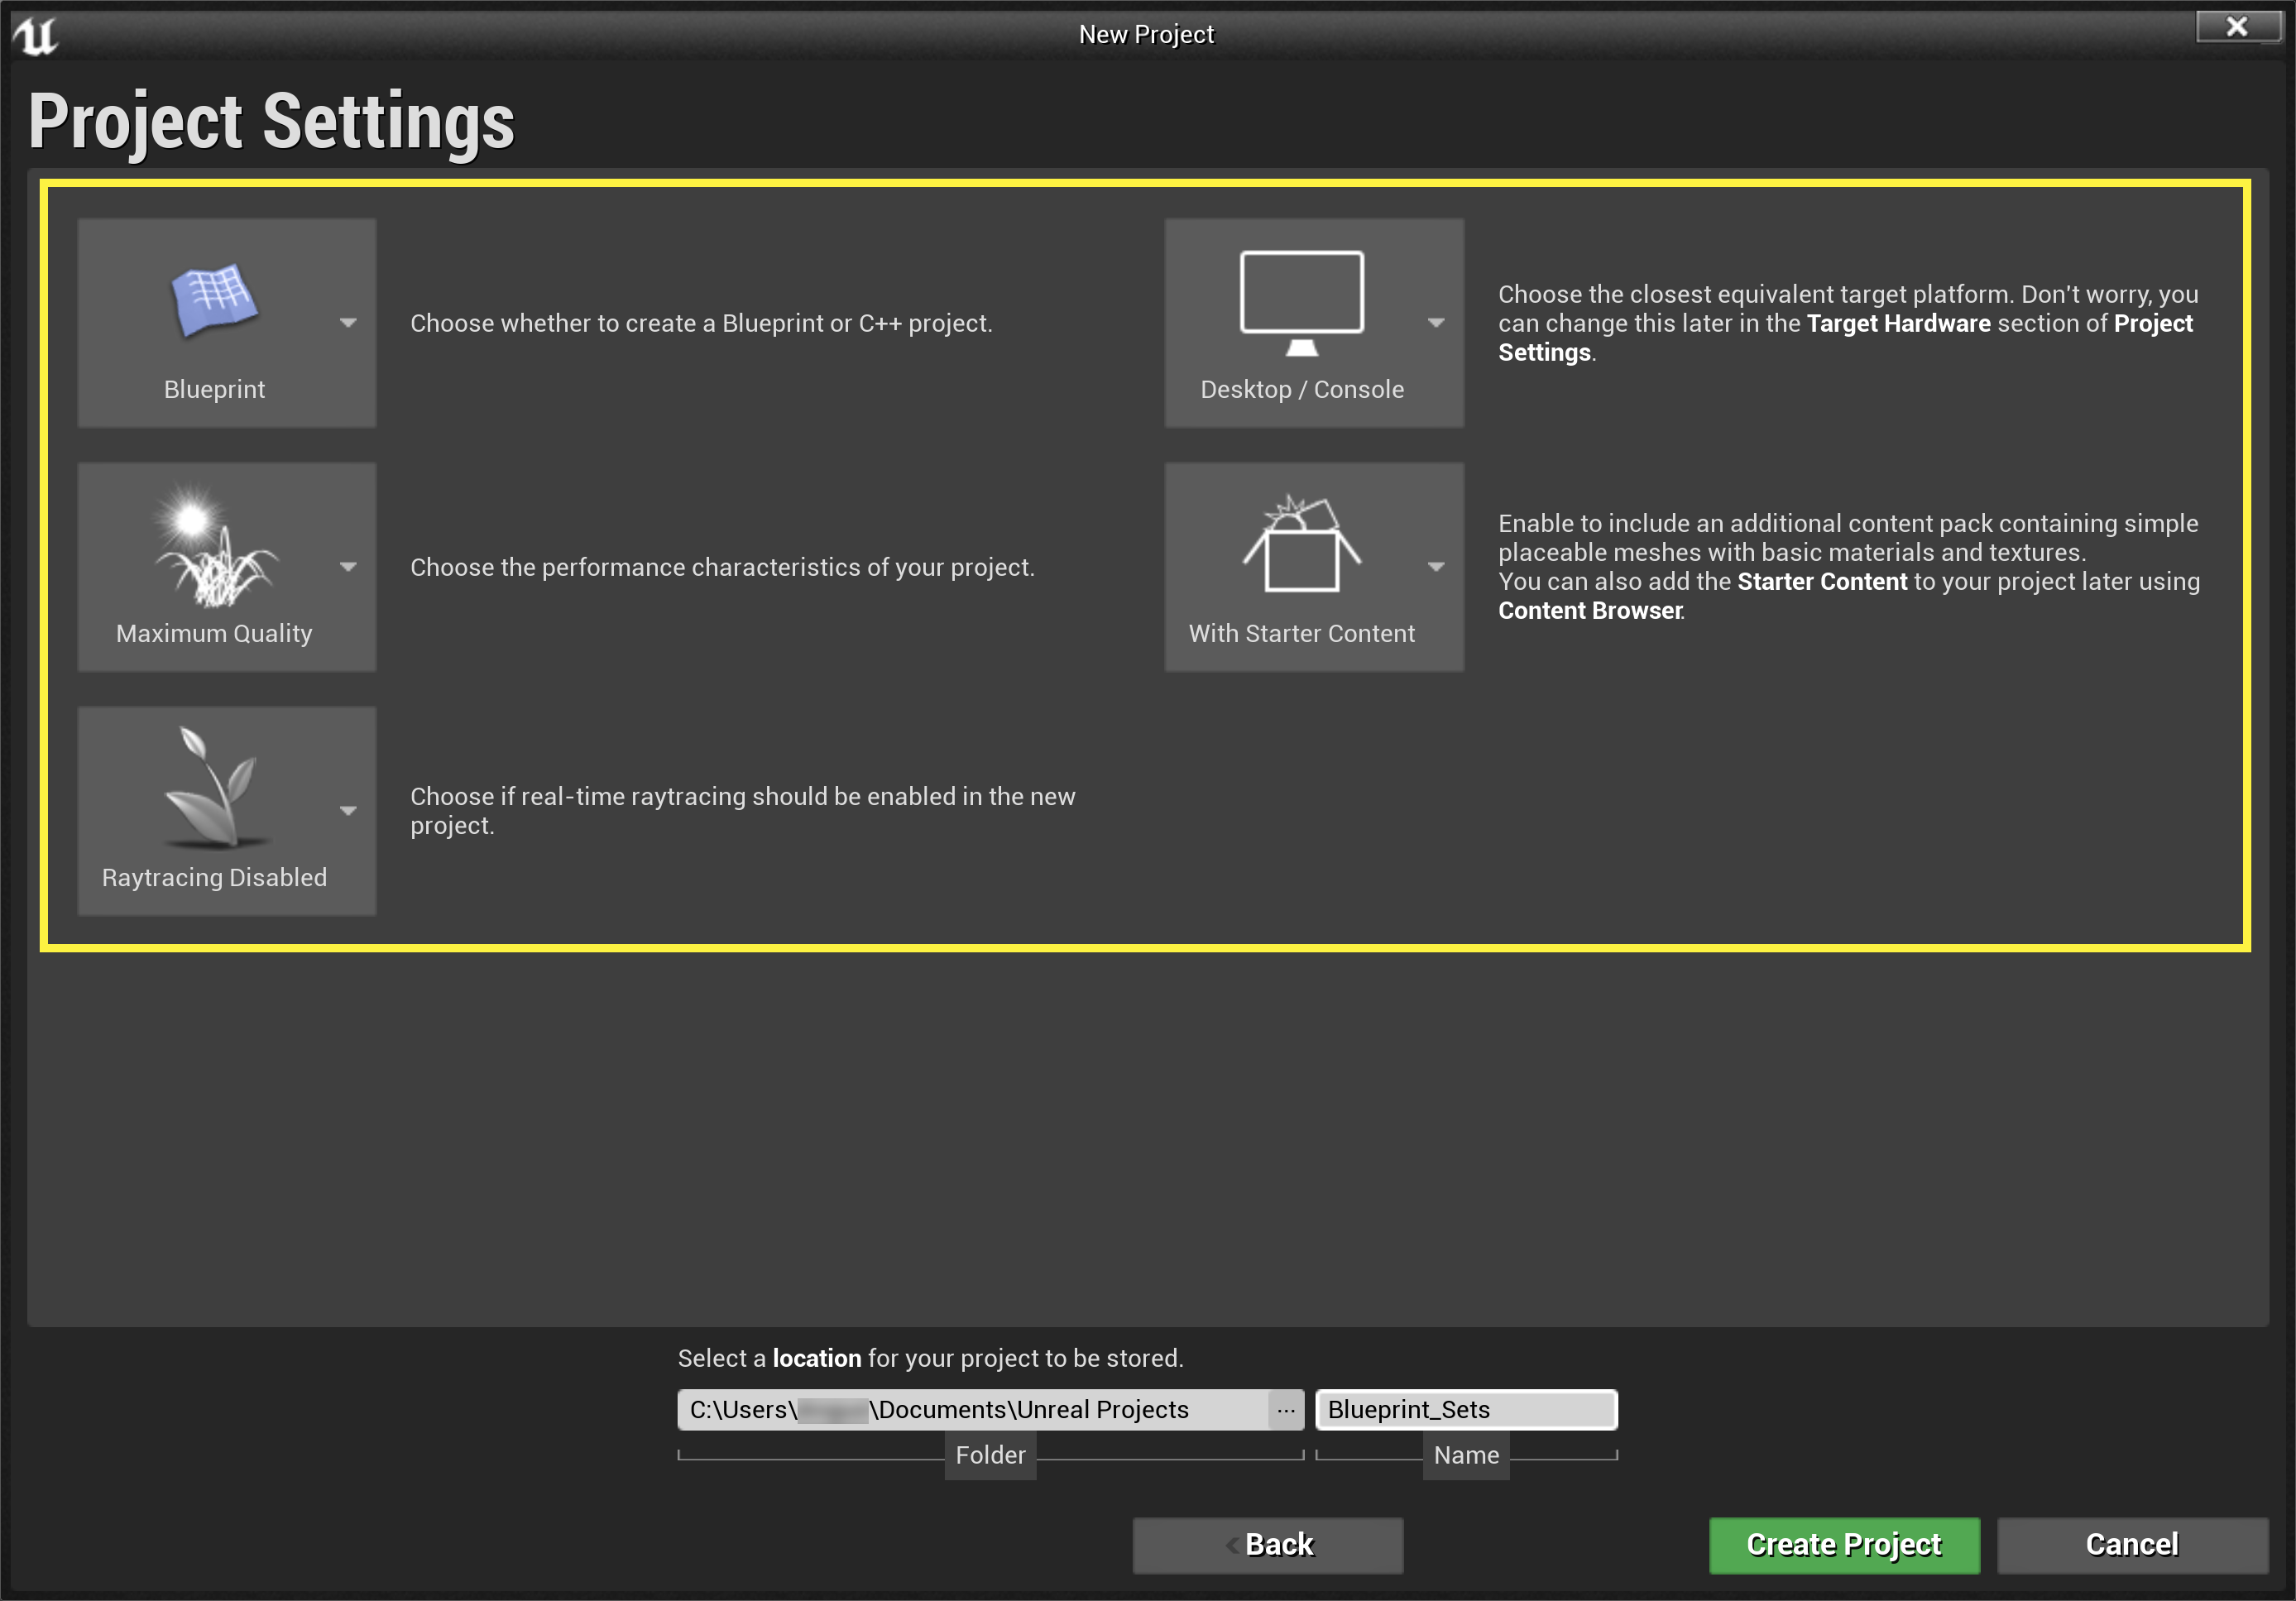 New Project
Project Settings
Blueprint
Choose whether to create a Blueprint or C++ project.
Desktop / Console
Choose the closest equivalent target platform. Don't worry, you
can change this later in the Target Hardware section of Project
Settings.
Maximum Quality
Choose the performance characteristics of your project.
With Starter Content
Enable to include an additional content pack containing simple
placeable meshes with basic materials and textures.
You can also add the Starter Content to your project later using
Content Browser.
Raytracing Disabled
Choose if real-time raytracing should be enabled in the new
project.
Select a location for your project to be stored.
C:\Users\ \Documents\Unreal Projects
...
Blueprint_Sets
Folder
Name
Back
Create Project
Cancel